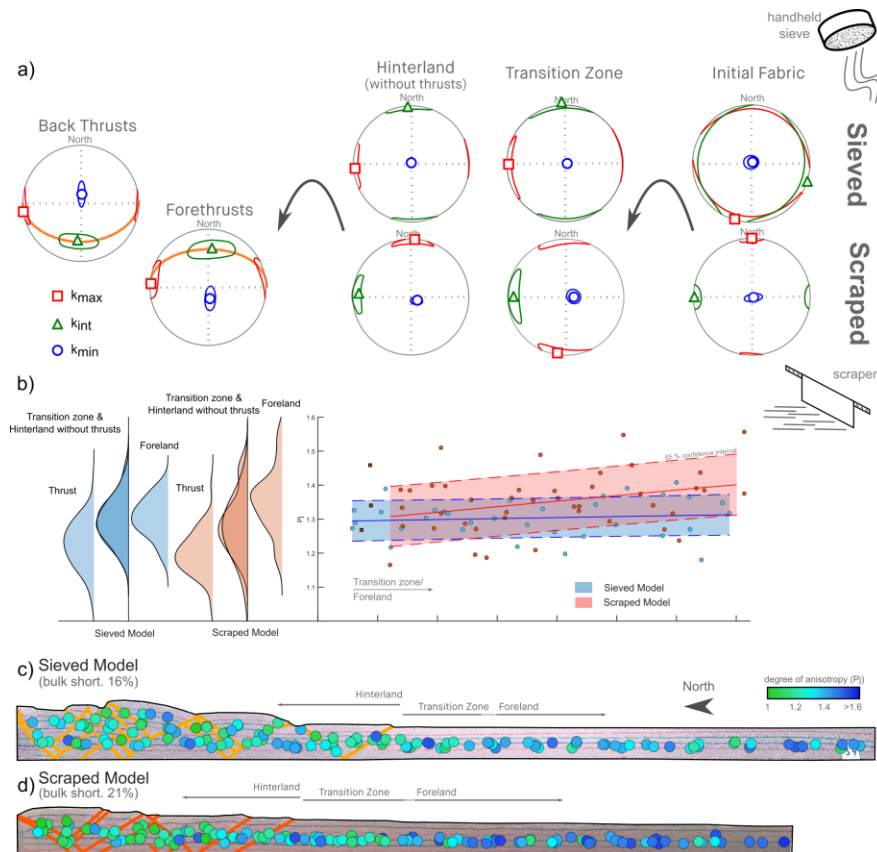 handheld
sieve
a)
Hinterland
(without thrusts)
Transition Zone
Initial Fabric
North
North
North
Sieved
Back Thrusts
North
Forethrusts
North
North
North
North
Scraped
kmax
kint
kmin
scraper
b)
Transition zone &
Hinterland without thrusts
Transition zone &
Hinterland without thrusts
Foreland
Foreland
Thrust
Thrust
Sieved Model
Scraped Model
1.6
1.5
1.4
1.3
1.2
1.1
Pj
65 % confidence interval
Transition zone/
Foreland
Sieved Model
Scraped Model
c) Sieved Model
(bulk short. 16%)
Hinterland
Transition Zone
Foreland
North
degree of anisotropy (Pj)
1
1.4
>1.6
d) Scraped Model
(bulk short. 21%)
Hinterland
Transition Zone
Foreland